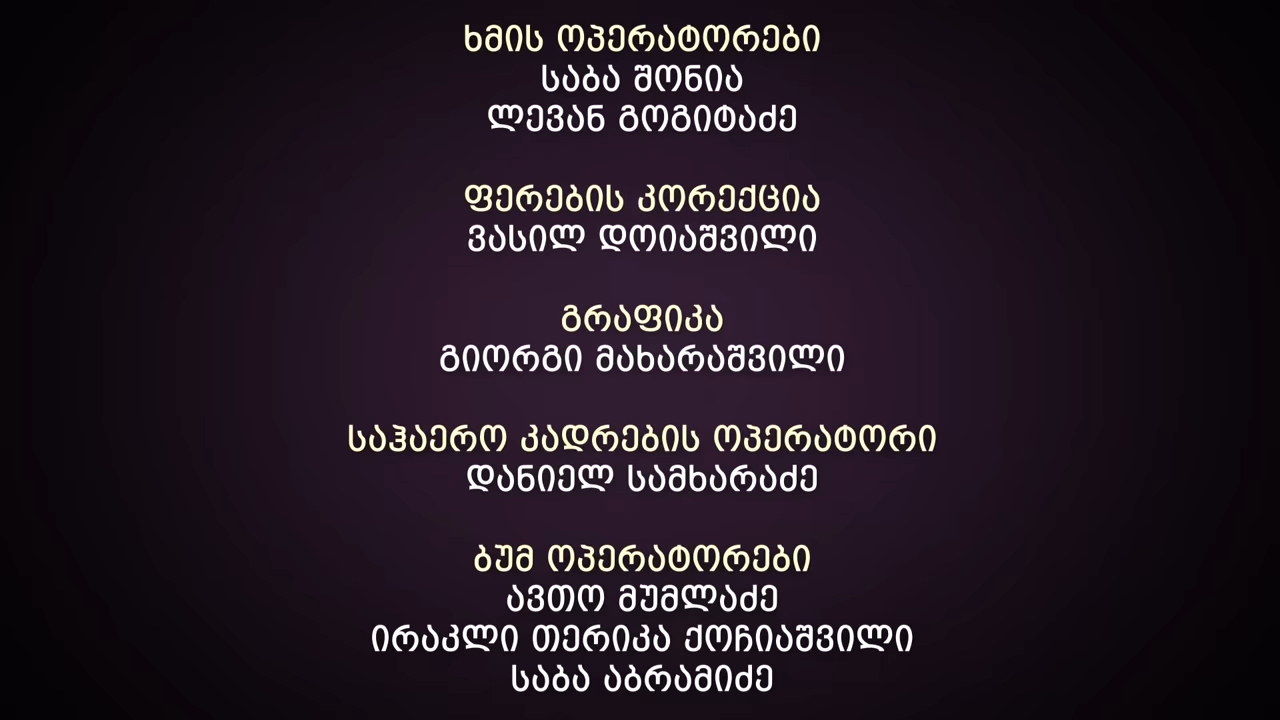 ხმის ოპერატორები
საბა შონია
ლევან გოგიტაძე
ფერების კორექცია
ვასილ დოიაშვილი
გრაფიკა
გიორგი მახარაშვილი
საჰაერო კადრების ოპერატორი
დანიელ სამხარაძე
ბუმ ოპერატორები
ავთო მუმლაძე
ირაკლი თერიკა ქოჩიაშვილი
საბა აბრამიძე